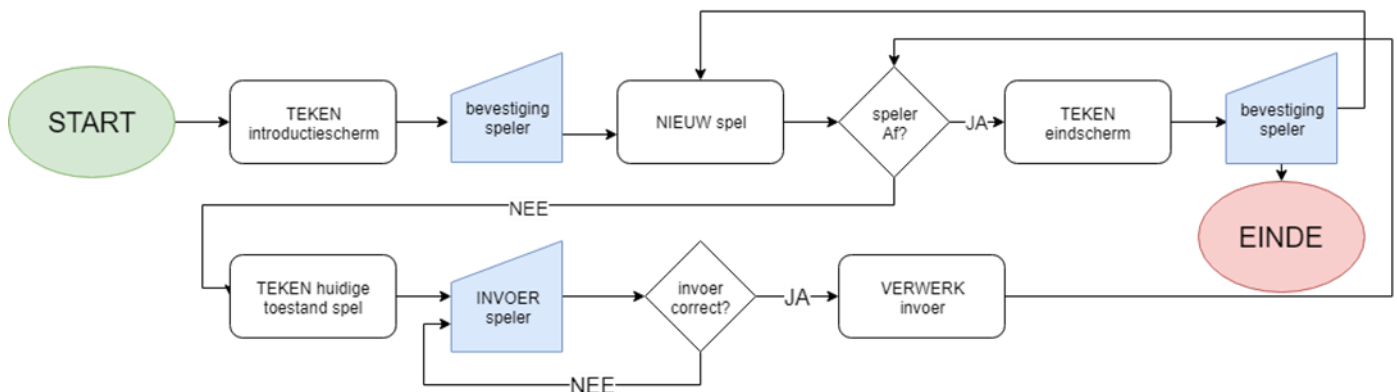 START
TEKEN
introductiescherm
bevestiging
speler
NIEUW spel
speler
Af?
JA
TEKEN
eindscherm
bevestiging
speler
NEE
EINDE
TEKEN huidige
toestand spel
INVOER
speler
invoer
correct?
JA
VERWERK
invoer
NEE